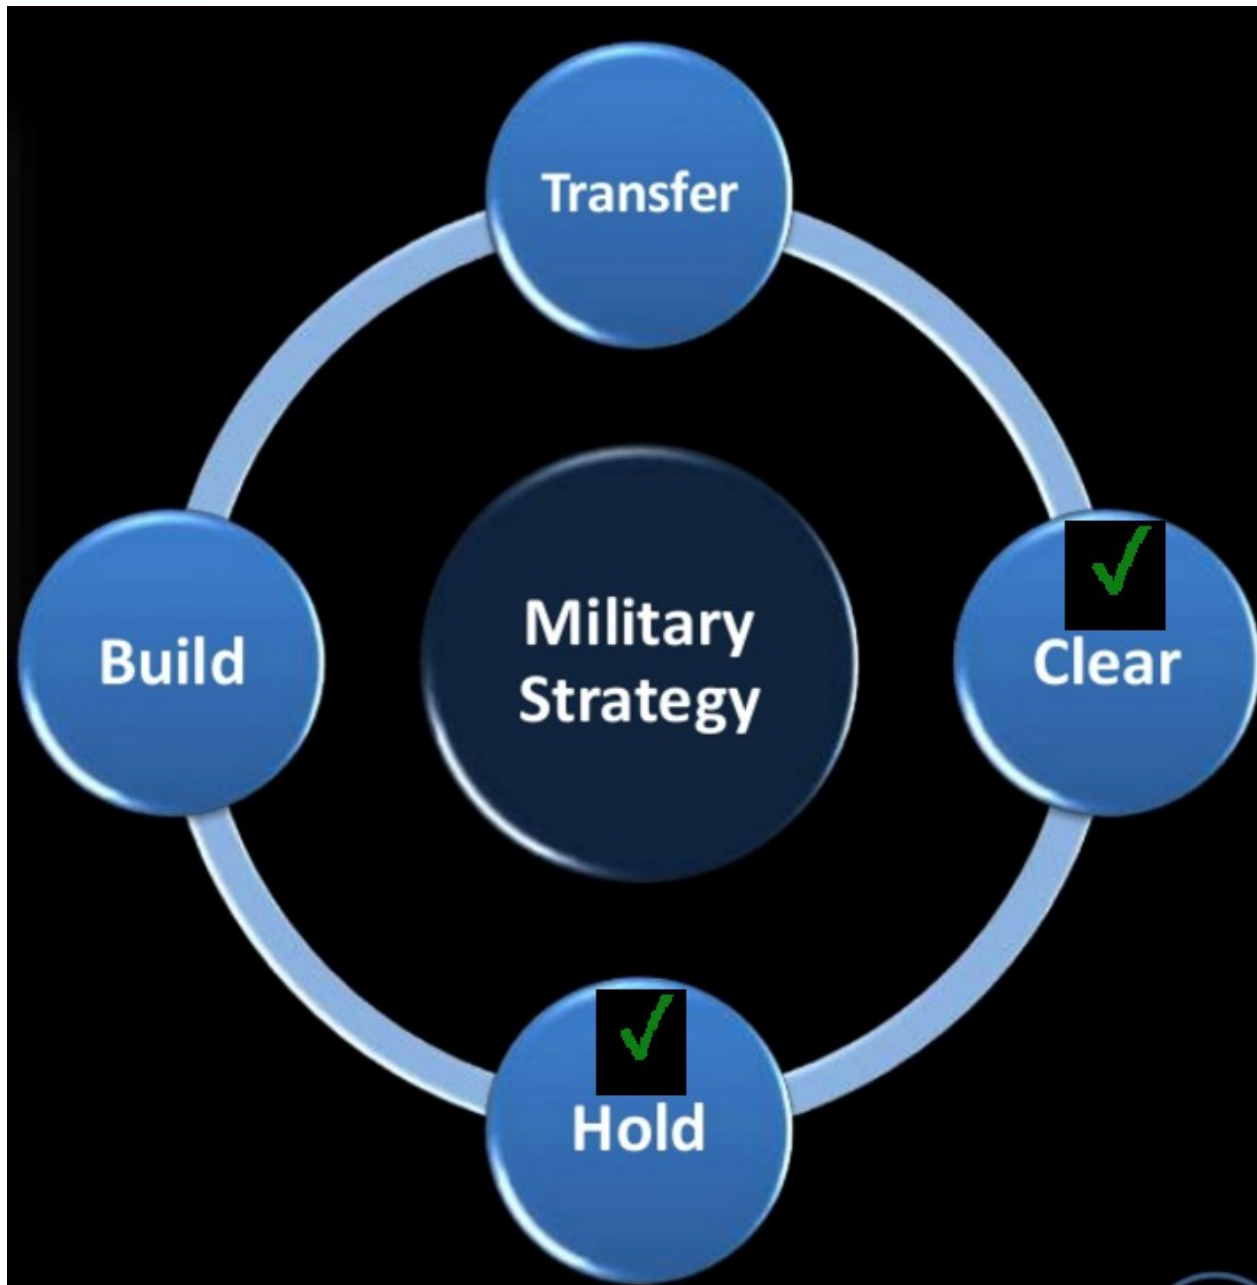 Transfer
Build
Military
Strategy
✓
Clear
✓
Hold